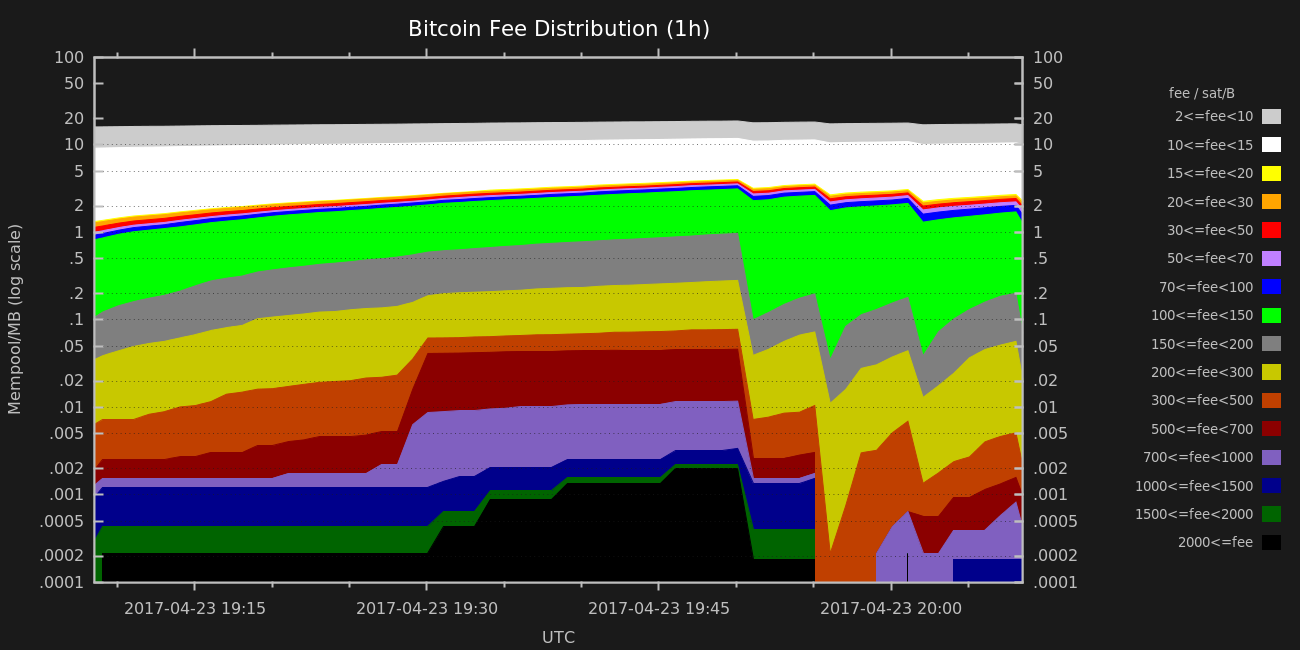 Bitcoin Fee Distribution (1h)
100 100
50 50
fee / sat/B
20 20
2<=fee<10
10 10
10<=fee<15
5 5
15<=fee<20
2 2
20<=fee<30
1 1
30<=fee<50
.5 .5
50<=fee<70
70<=fee<100
.2 .2
100<=fee<150
.1 .1
150<=fee<200
.05 .05
200<=fee<300
.02 .02
300<=fee<500
.01 .01
500<=fee<700
.005 .005
700<=fee<1000
.002 .002
1000<=fee<1500
.001 .001
1500<=fee<2000
.0005 .0005
2000<=fee
.0002 .0002
.0001 .0001
Mempool/MB (log scale)
2017-04-23 19:15 2017-04-23 19:30 2017-04-23 19:45 2017-04-23 20:00
UTC